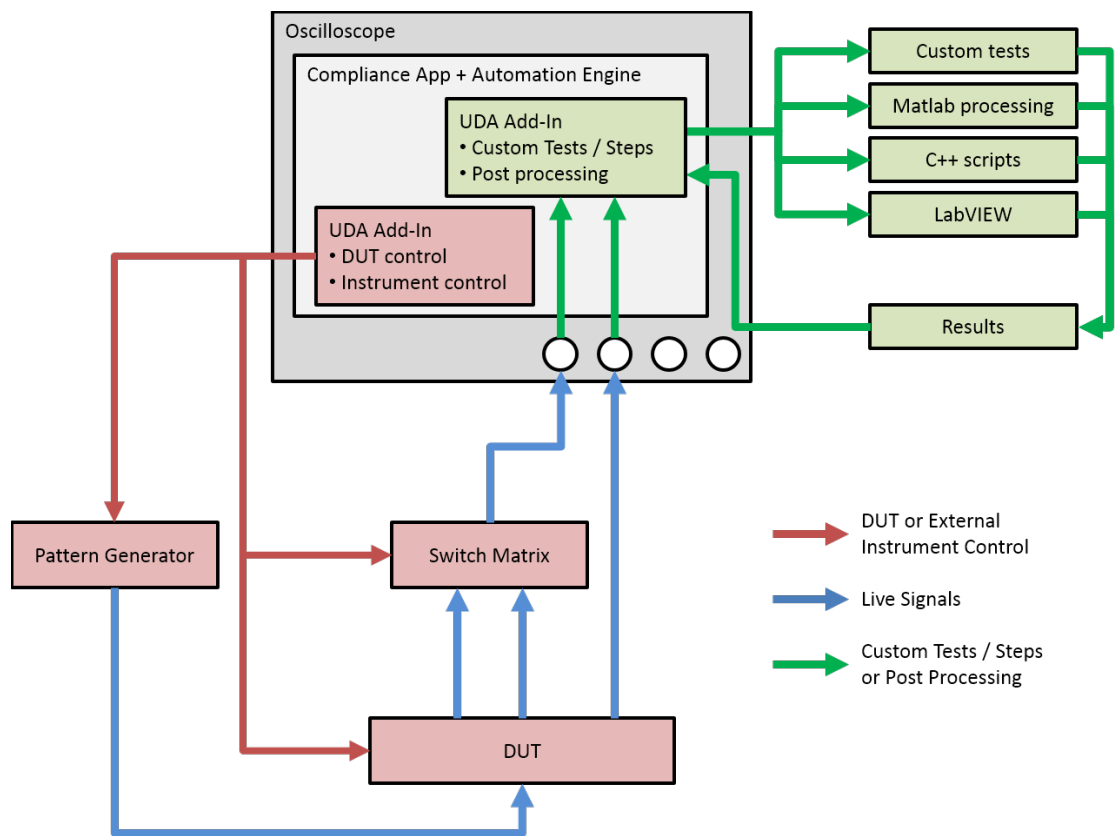 Oscilloscope
Compliance App + Automation Engine
UDA Add-In
• Custom Tests / Steps
• Post processing
UDA Add-In
• DUT control
• Instrument control
Custom tests
Matlab processing
C++ scripts
LabVIEW
Results
Pattern Generator
Switch Matrix
DUT
DUT or External
Instrument Control
Live Signals
Custom Tests / Steps
or Post Processing